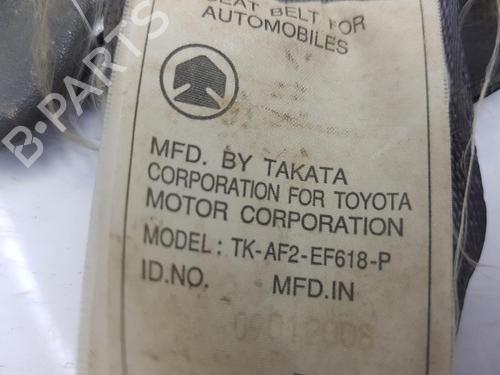 SEAT BELT FOR
AUTOMOBILES
B-PARTS
MFD. BY TAKATA
CORPORATION FOR TOYOTA
MOTOR CORPORATION
MODEL: TK-AF2-EF618-P
ID.NO. MFD.IN